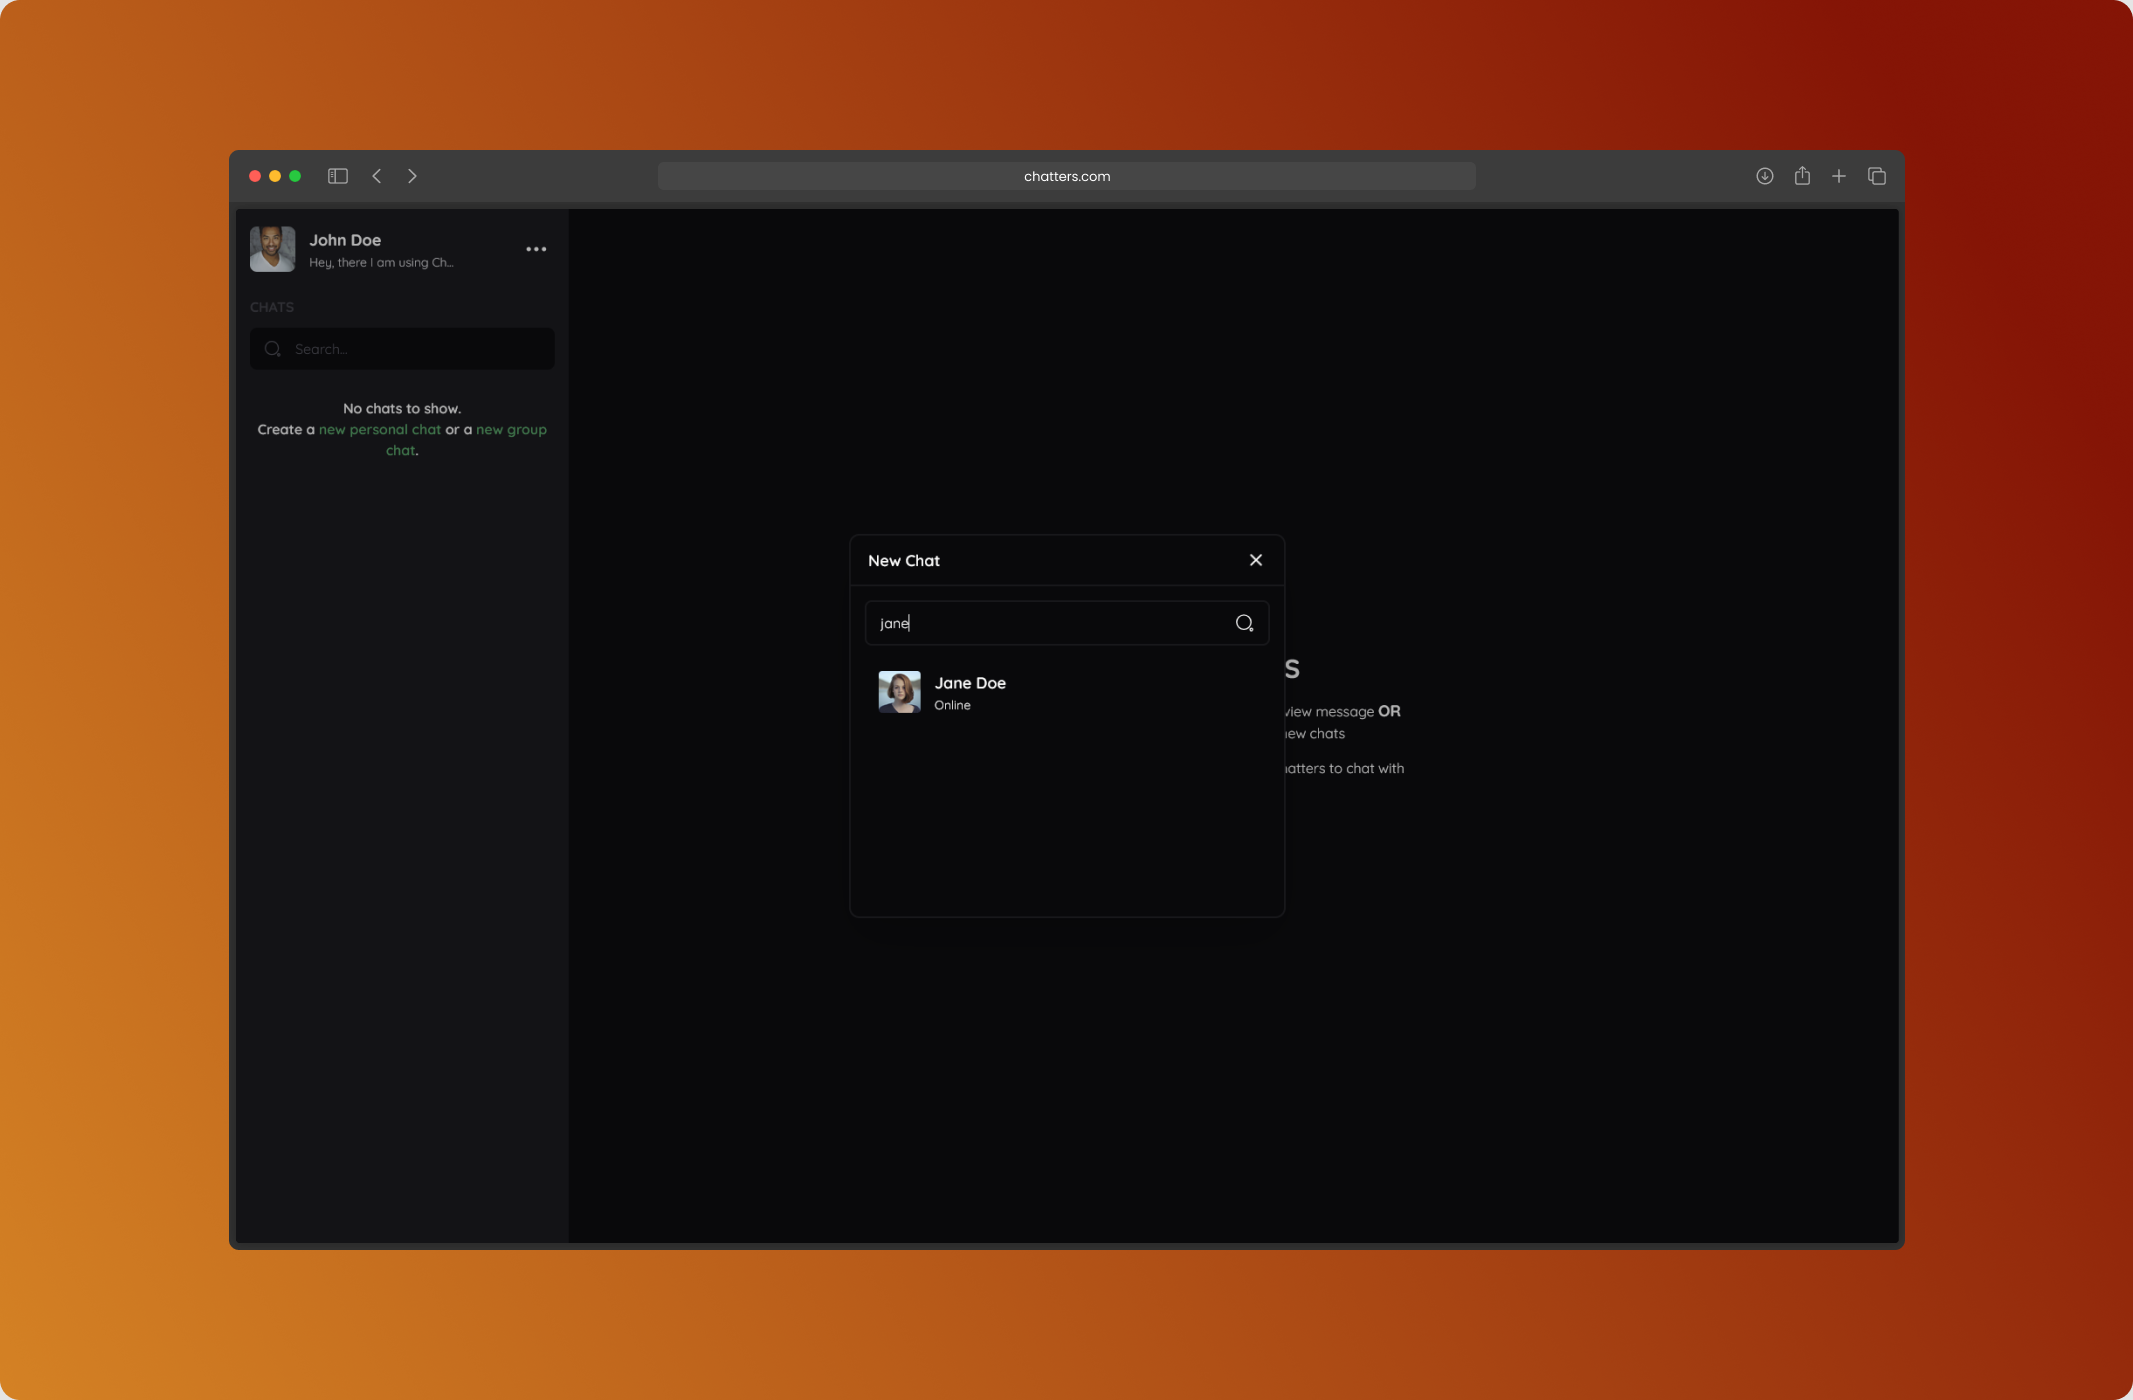 chatters.com
John Doe
Hey, there I am using Ch...
CHATS
Search...
No chats to show.
Create a new personal chat or a new group
chat.
New Chat
jane
Jane Doe
Online
S
view message OR
new chats
hatters to chat with